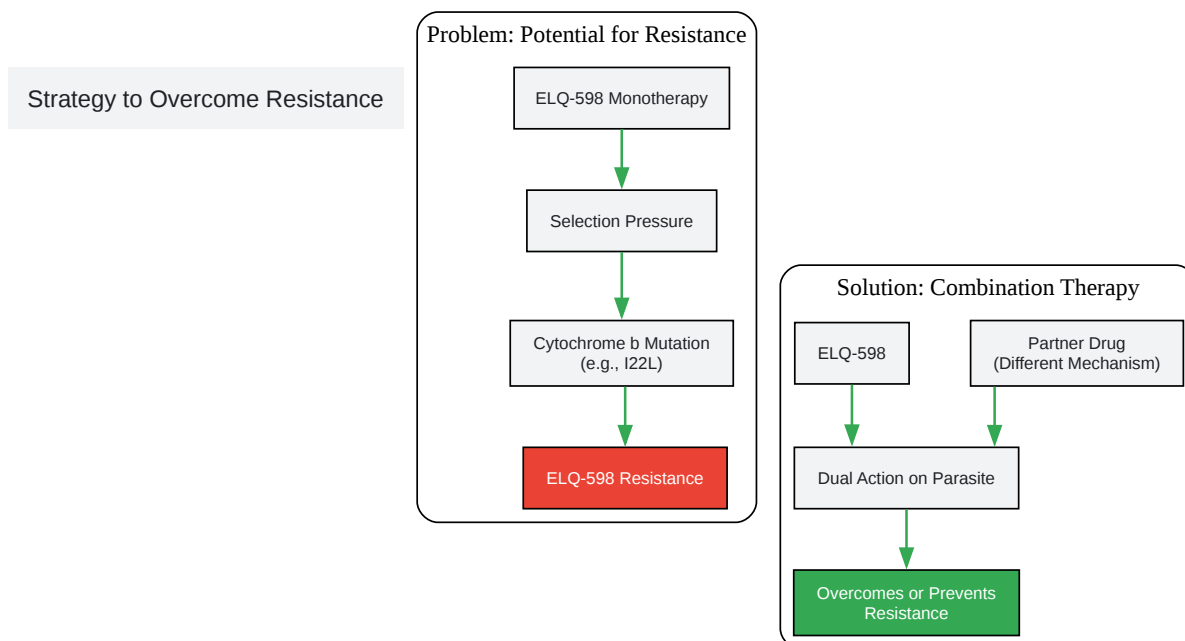 Strategy to Overcome Resistance
Problem: Potential for Resistance
ELQ-598 Monotherapy
Selection Pressure
Cytochrome b Mutation
(e.g., I22L)
ELQ-598 Resistance
Solution: Combination Therapy
ELQ-598
Partner Drug
(Different Mechanism)
Dual Action on Parasite
Overcomes or Prevents
Resistance